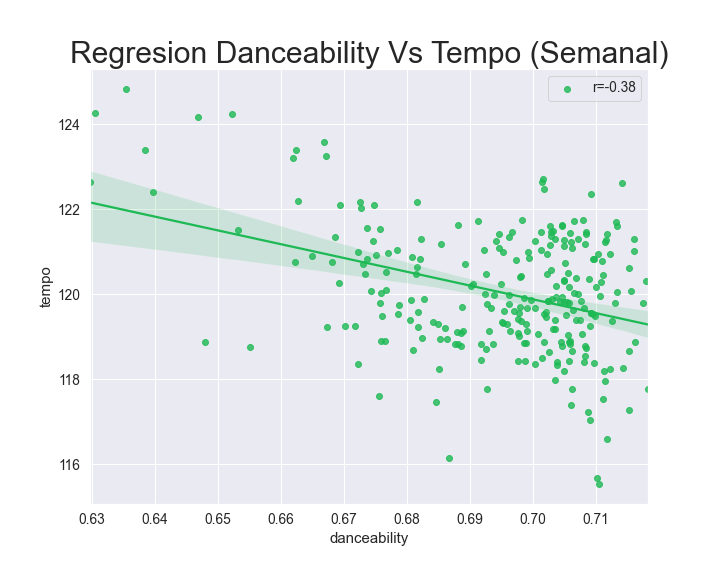 Regresion Danceability Vs Tempo (Semanal)
r=-0.38
124
122
120
118
116
tempo
0.63 0.64 0.65 0.66 0.67 0.68 0.69 0.70 0.71
danceability